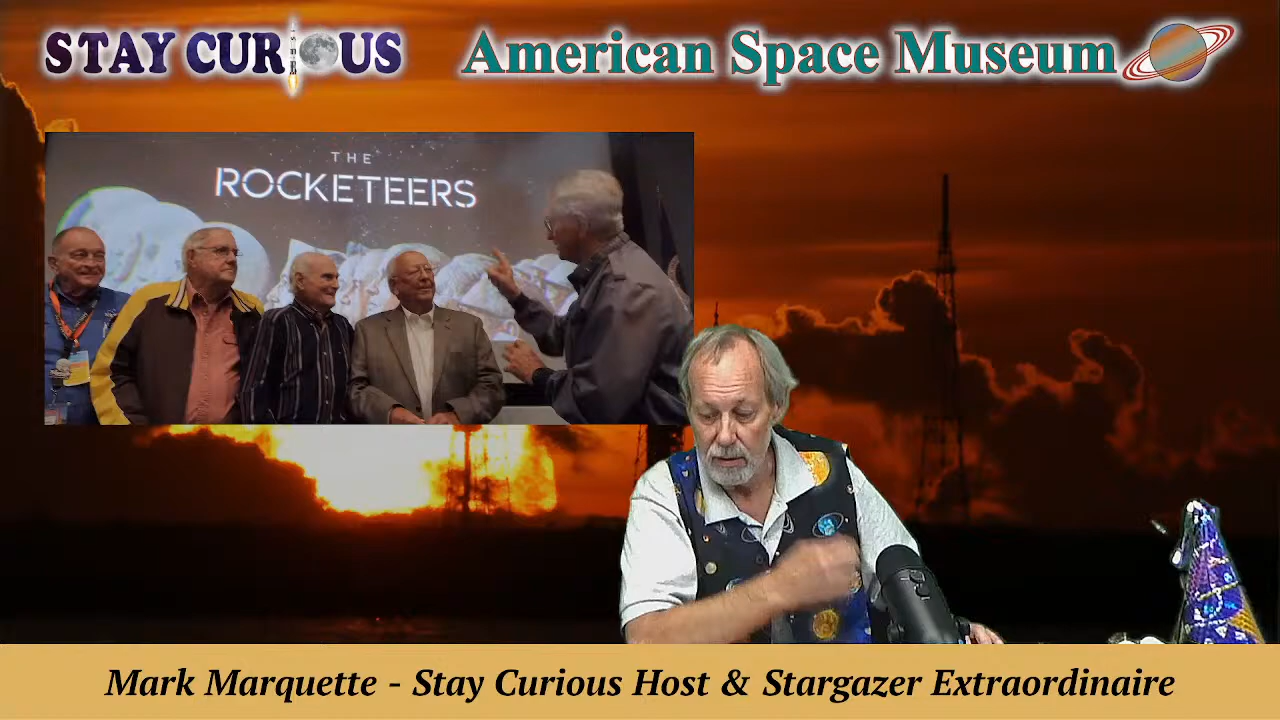 STAY CURIOUS
American Space Museum
THE
ROCKETEERS
Mark Marquette - Stay Curious Host & Stargazer Extraordinaire